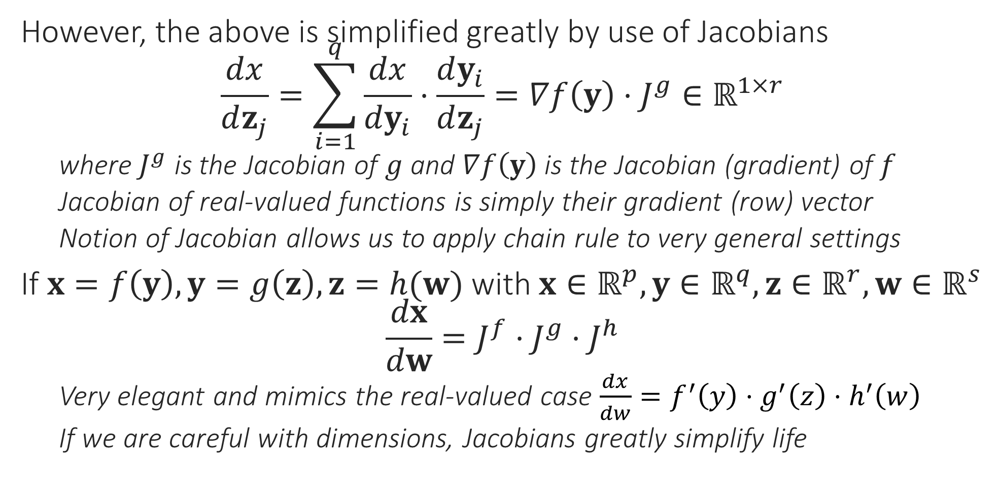 However, the above is simplified greatly by use of Jacobians
$\frac{dx}{d\mathbf{z}_j} = \sum_{i=1}^{q} \frac{dx}{d\mathbf{y}_i} \cdot \frac{d\mathbf{y}_i}{d\mathbf{z}_j} = \nabla f(\mathbf{y}) \cdot J^g \in \mathbb{R}^{1 \times r}$
where $J^g$ is the Jacobian of $g$ and $\nabla f(\mathbf{y})$ is the Jacobian (gradient) of $f$
Jacobian of real-valued functions is simply their gradient (row) vector
Notion of Jacobian allows us to apply chain rule to very general settings
If $\mathbf{x} = f(\mathbf{y}), \mathbf{y} = g(\mathbf{z}), \mathbf{z} = h(\mathbf{w})$ with $\mathbf{x} \in \mathbb{R}^p, \mathbf{y} \in \mathbb{R}^q, \mathbf{z} \in \mathbb{R}^r, \mathbf{w} \in \mathbb{R}^s$
$\frac{d\mathbf{x}}{d\mathbf{w}} = J^f \cdot J^g \cdot J^h$
Very elegant and mimics the real-valued case $\frac{dx}{dw} = f'(y) \cdot g'(z) \cdot h'(w)$
If we are careful with dimensions, Jacobians greatly simplify life